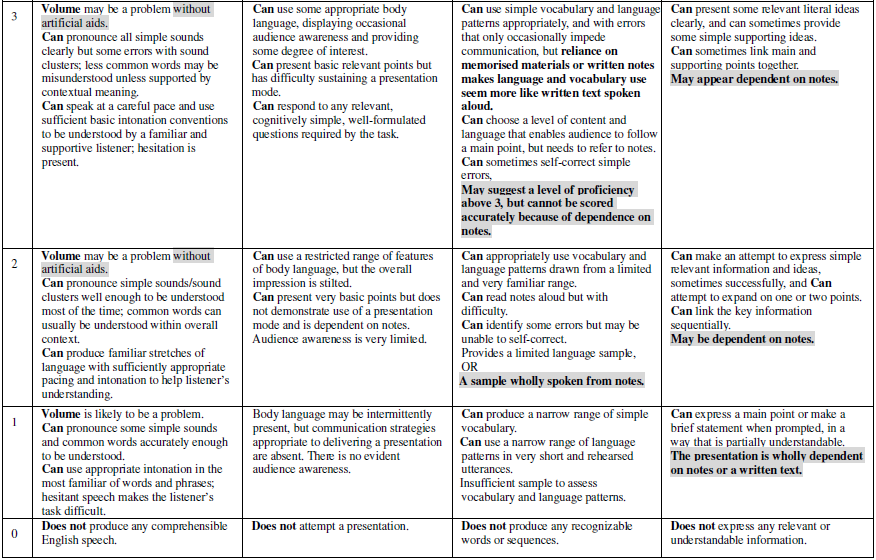 3
Volume may be a problem without
artificial aids.
Can pronounce all simple sounds
clearly but some errors with sound
clusters; less common words may be
misunderstood unless supported by
contextual meaning.
Can speak at a careful pace and use
sufficient basic intonation conventions
to be understood by a familiar and
supportive listener; hesitation is
present.
Can use some appropriate body
language, displaying occasional
audience awareness and providing
some degree of interest.
Can present basic relevant points but
has difficulty sustaining a presentation
mode.
Can respond to any relevant,
cognitively simple, well-formulated
questions required by the task.
Can use simple vocabulary and language
patterns appropriately, and with errors
that only occasionally impede
communication, but reliance on
memorised materials or written notes
makes language and vocabulary use
seem more like written text spoken
aloud.
Can choose a level of content and
language that enables audience to follow
a main point, but needs to refer to notes.
Can sometimes self-correct simple
errors,
May suggest a level of proficiency
above 3, but cannot be scored
accurately because of dependence on
notes.
Can present some relevant literal ideas
clearly, and can sometimes provide
some simple supporting ideas.
Can sometimes link main and
supporting points together.
May appear dependent on notes.
2
Volume may be a problem without
artificial aids.
Can pronounce simple sounds/sound
clusters well enough to be understood
most of the time; common words can
usually be understood within overall
context.
Can produce familiar stretches of
language with sufficiently appropriate
pacing and intonation to help listener's
understanding.
Can use a restricted range of features
of body language, but the overall
impression is stilted.
Can present very basic points but does
not demonstrate use of a presentation
mode and is dependent on notes.
Audience awareness is very limited.
Can appropriately use vocabulary and
language patterns drawn from a limited
and very familiar range.
Can read notes aloud but with
difficulty.
Can identify some errors but may be
unable to self-correct.
Provides a limited language sample,
OR
A sample wholly spoken from notes.
Can make an attempt to express simple
relevant information and ideas,
sometimes successfully, and Can
attempt to expand on one or two points.
Can link the key information
sequentially.
May be dependent on notes.
1
Volume is likely to be a problem.
Can pronounce some simple sounds
and common words accurately enough
to be understood.
Can use appropriate intonation in the
most familiar of words and phrases;
hesitant speech makes the listener's
task difficult.
Body language may be intermittently
present, but communication strategies
appropriate to delivering a presentation
are absent. There is no evident
audience awareness.
Can produce a narrow range of simple
vocabulary.
Can use a narrow range of language
patterns in very short and rehearsed
utterances.
Insufficient sample to assess
vocabulary and language patterns.
Can express a main point or make a
brief statement when prompted, in a
way that is partially understandable.
The presentation is wholly dependent
on notes or a written text.
0
Does not produce any comprehensible
English speech.
Does not attempt a presentation.
Does not produce any recognizable
words or sequences.
Does not express any relevant or
understandable information.